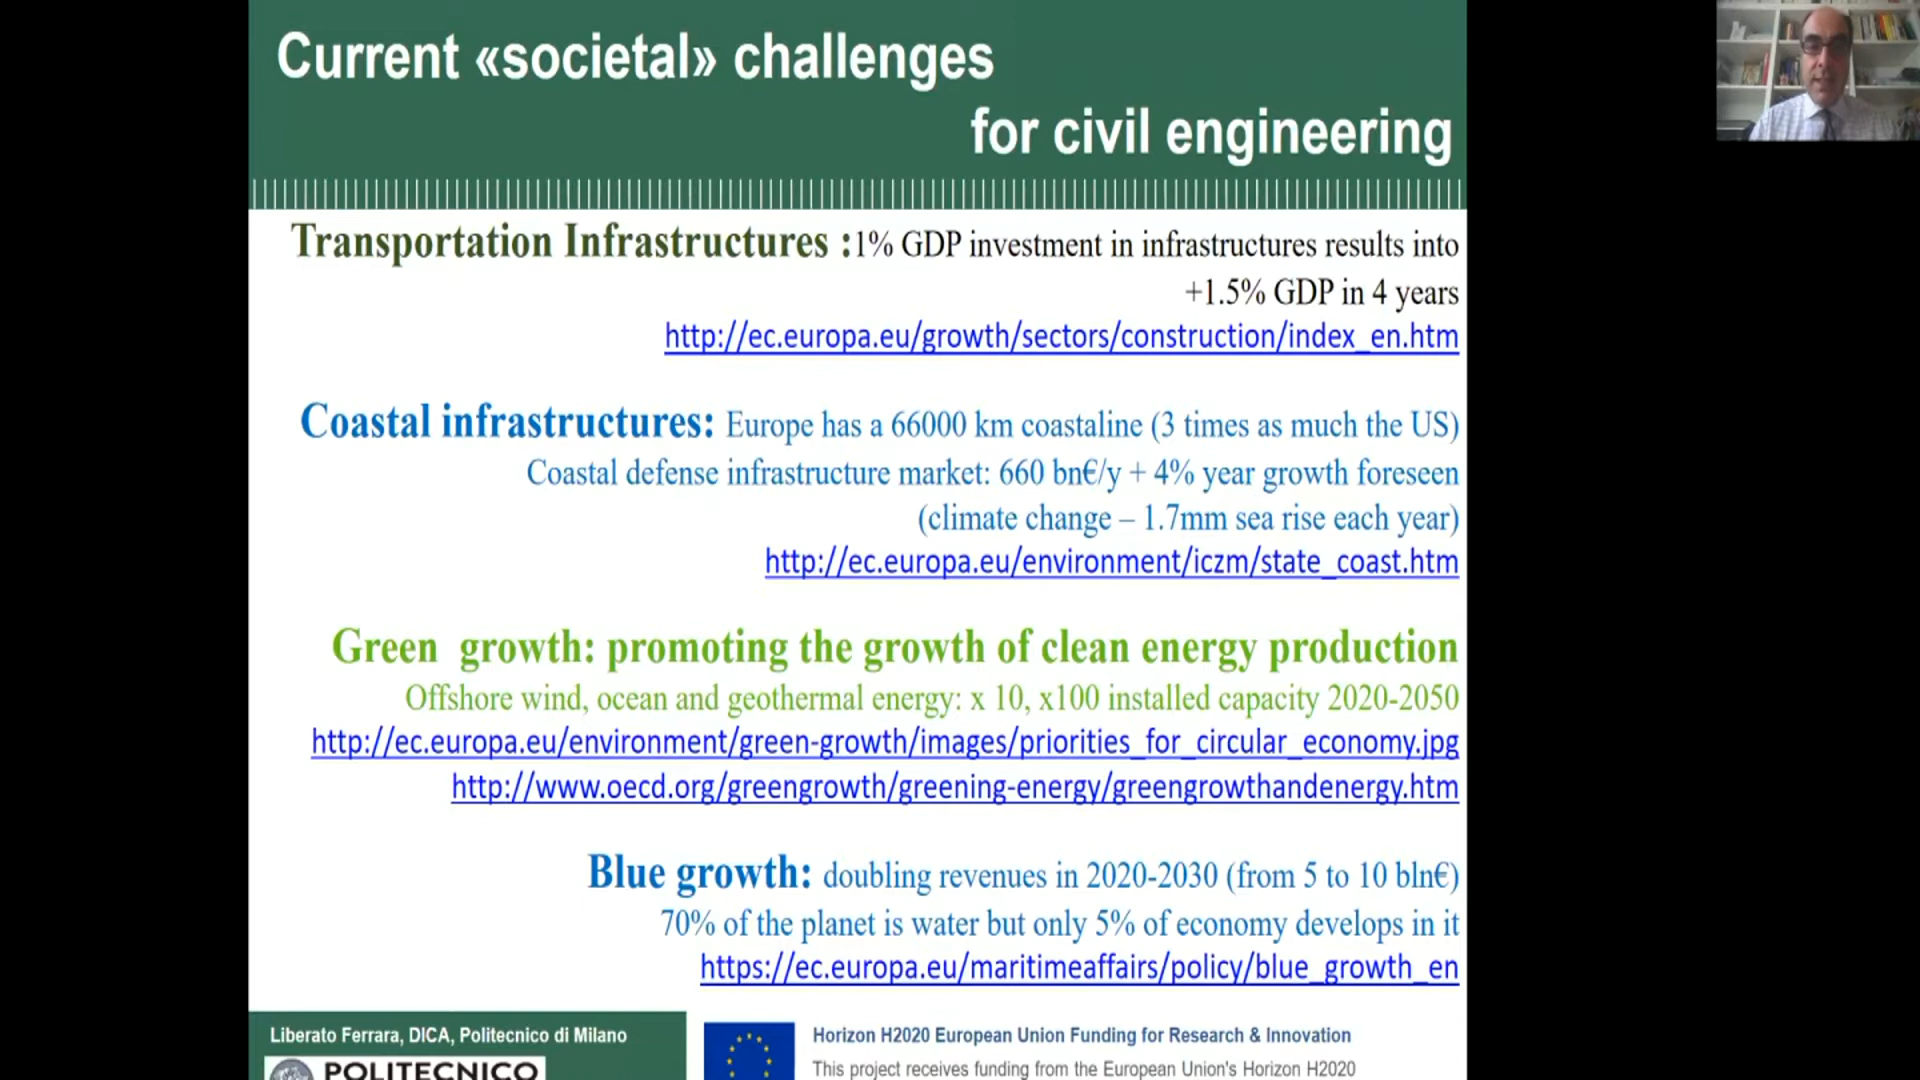 Current «societal» challenges
for civil engineering
Transportation Infrastructures :1% GDP investment in infrastructures results into
+1.5% GDP in 4 years
http://ec.europa.eu/growth/sectors/construction/index_en.htm
Coastal infrastructures: Europe has a 66000 km coastaline (3 times as much the US)
Coastal defense infrastructure market: 660 bn€/y + 4% year growth foreseen
(climate change – 1.7mm sea rise each year)
http://ec.europa.eu/environment/iczm/state_coast.htm
Green growth: promoting the growth of clean energy production
Offshore wind, ocean and geothermal energy: x 10, x100 installed capacity 2020-2050
http://ec.europa.eu/environment/green-growth/images/priorities_for_circular_economy.jpg
http://www.oecd.org/greengrowth/greening-energy/greengrowthandenergy.htm
Blue growth: doubling revenues in 2020-2030 (from 5 to 10 bln€)
70% of the planet is water but only 5% of economy develops in it
https://ec.europa.eu/maritimeaffairs/policy/blue_growth_en
Liberato Ferrara, DICA, Politecnico di Milano
POLITECNICO
Horizon H2020 European Union Funding for Research & Innovation
This project receives funding from the European Union's Horizon H2020